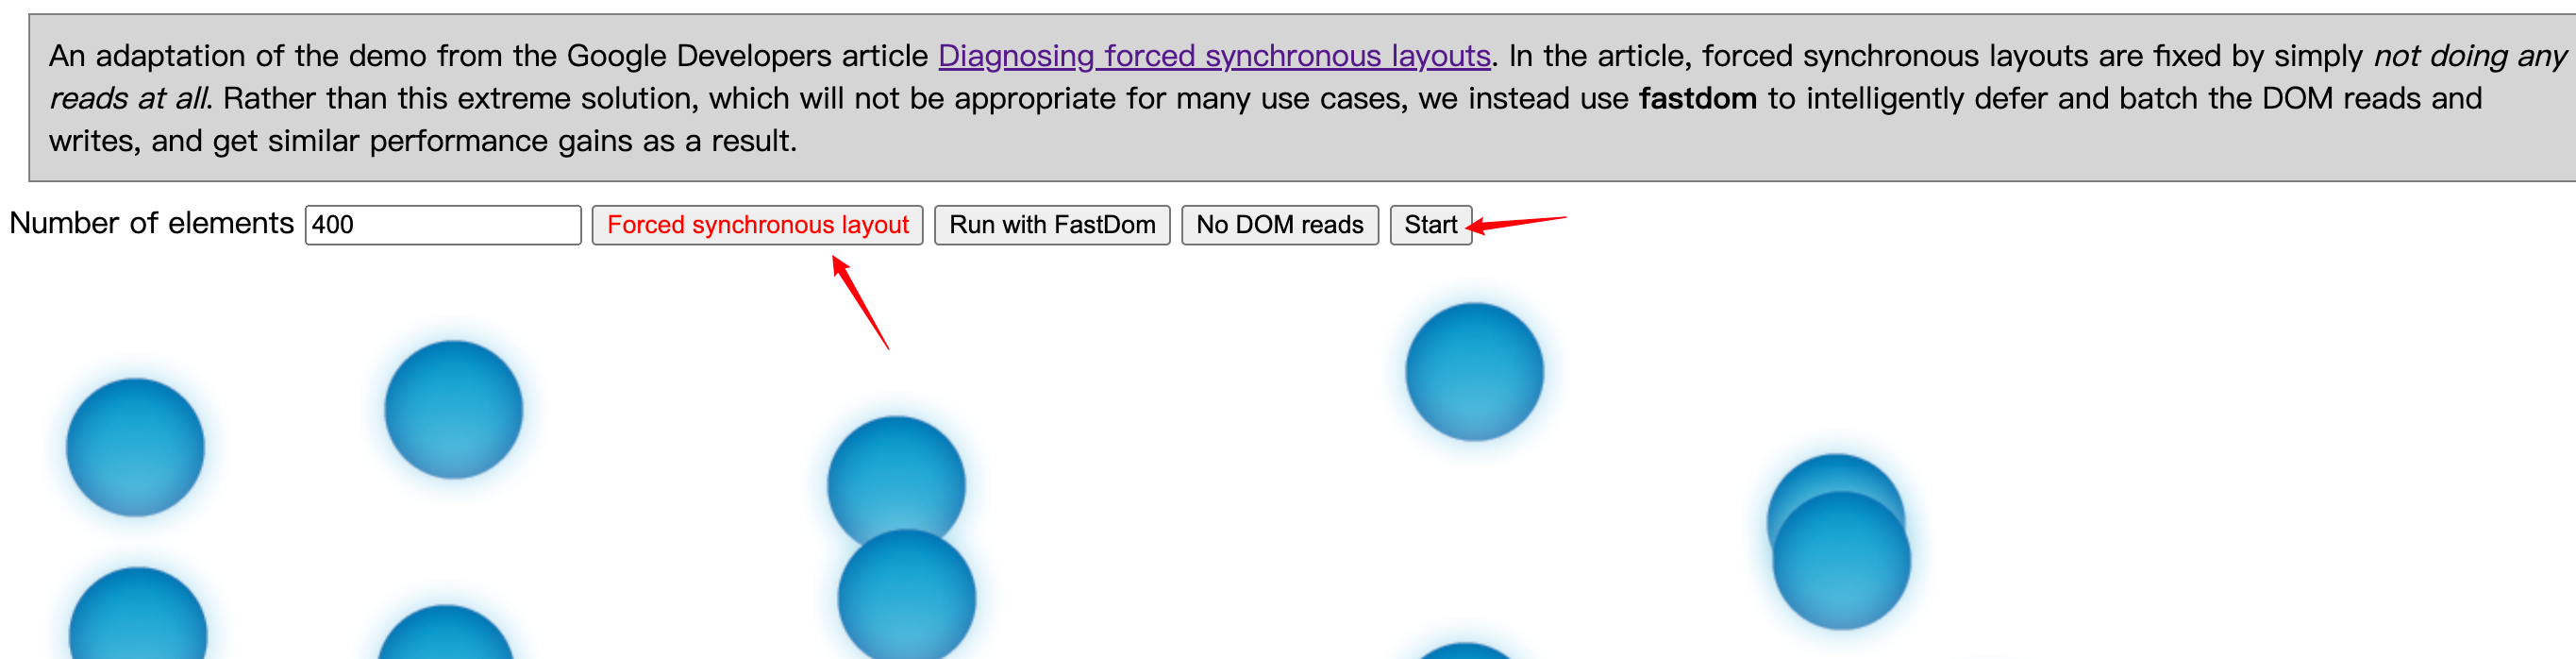 An adaptation of the demo from the Google Developers article Diagnosing forced synchronous layouts. In the article, forced synchronous layouts are fixed by simply not doing any
reads at all. Rather than this extreme solution, which will not be appropriate for many use cases, we instead use fastdom to intelligently defer and batch the DOM reads and
writes, and get similar performance gains as a result.
Number of elements 400 Forced synchronous layout Run with FastDom No DOM reads Start